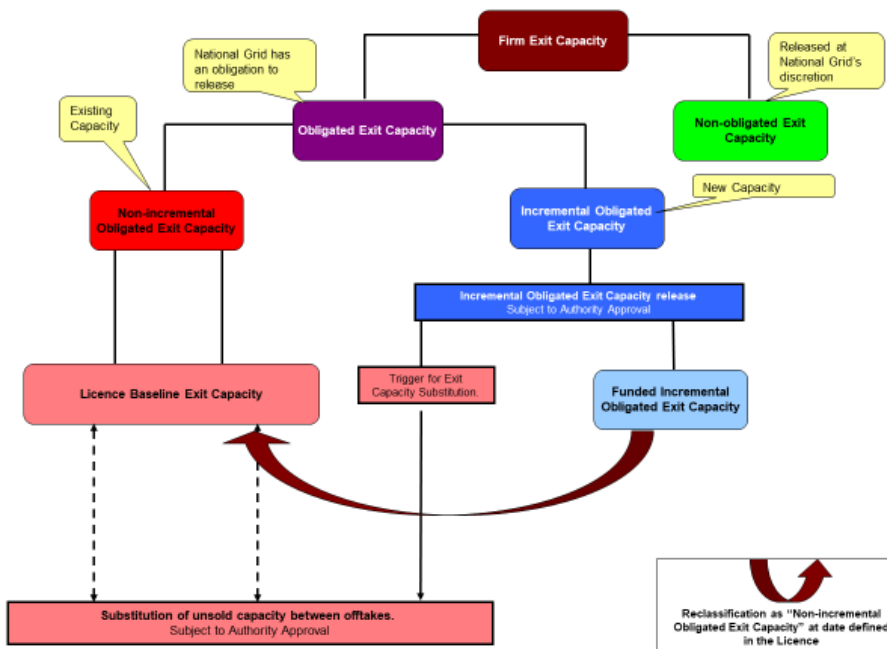 Firm Exit Capacity
National Grid has
an obligation to
release
Released at
National Grid's
discretion
Existing
Capacity
Obligated Exit Capacity
Non-obligated Exit
Capacity
New Capacity
Non-incremental
Obligated Exit Capacity
Incremental Obligated
Exit Capacity
Incremental Obligated Exit Capacity release
Subject to Authority Approval
Licence Baseline Exit Capacity
Trigger for Exit
Capacity Substitution.
Funded Incremental
Obligated Exit Capacity
Substitution of unsold capacity between offtakes.
Subject to Authority Approval
Reclassification as “Non-incremental
Obligated Exit Capacity” at date defined
in the Licence